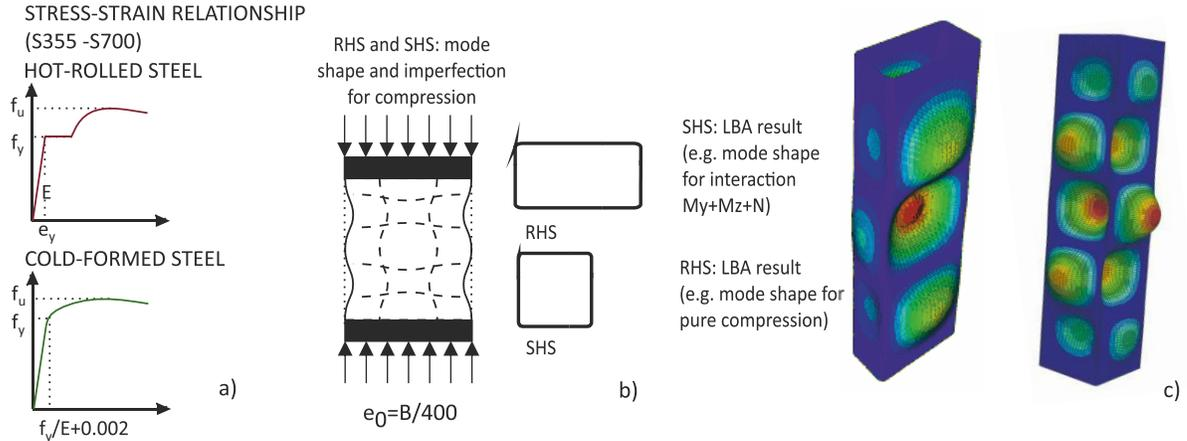 STRESS-STRAIN RELATIONSHIP
(S355 -S700)
HOT-ROLLED STEEL
fu
fy
E
ey
COLD-FORMED STEEL
fu
fy
fy/E+0.002
a)
RHS and SHS: mode
shape and imperfection
for compression
e0=B/400
RHS
SHS
b)
SHS: LBA result
(e.g. mode shape
for interaction
My+Mz+N)
RHS: LBA result
(e.g. mode shape for
pure compression)
c)